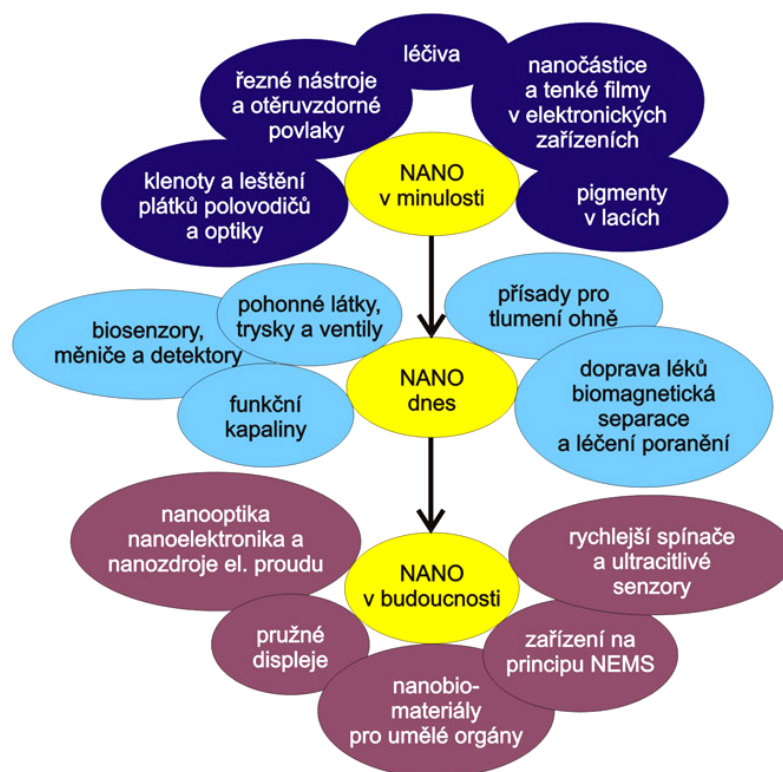 léčiva
řezné nástroje
a otěruvzdorné
povlaky
nanočástice
a tenké filmy
v elektronických
zařízeních
klenoty a leštění
plátků polovodičů
a optiky
NANO
v minulosti
pigmenty
v lacích
biosenzory,
měniče a detektory
pohonné látky,
trysky a ventily
funkční
kapaliny
NANO
dnes
přísady pro
tlumení ohně
doprava léků
biomagnetická
separace
a léčení poranění
nanooptika
nanoelektronika a
nanozdroje el. proudu
NANO
v budoucnosti
rychlejší spínače
a ultracitlivé
senzory
pružné
displeje
nanobio-
materiály
pro umělé orgány
zařízení na
principu NEMS